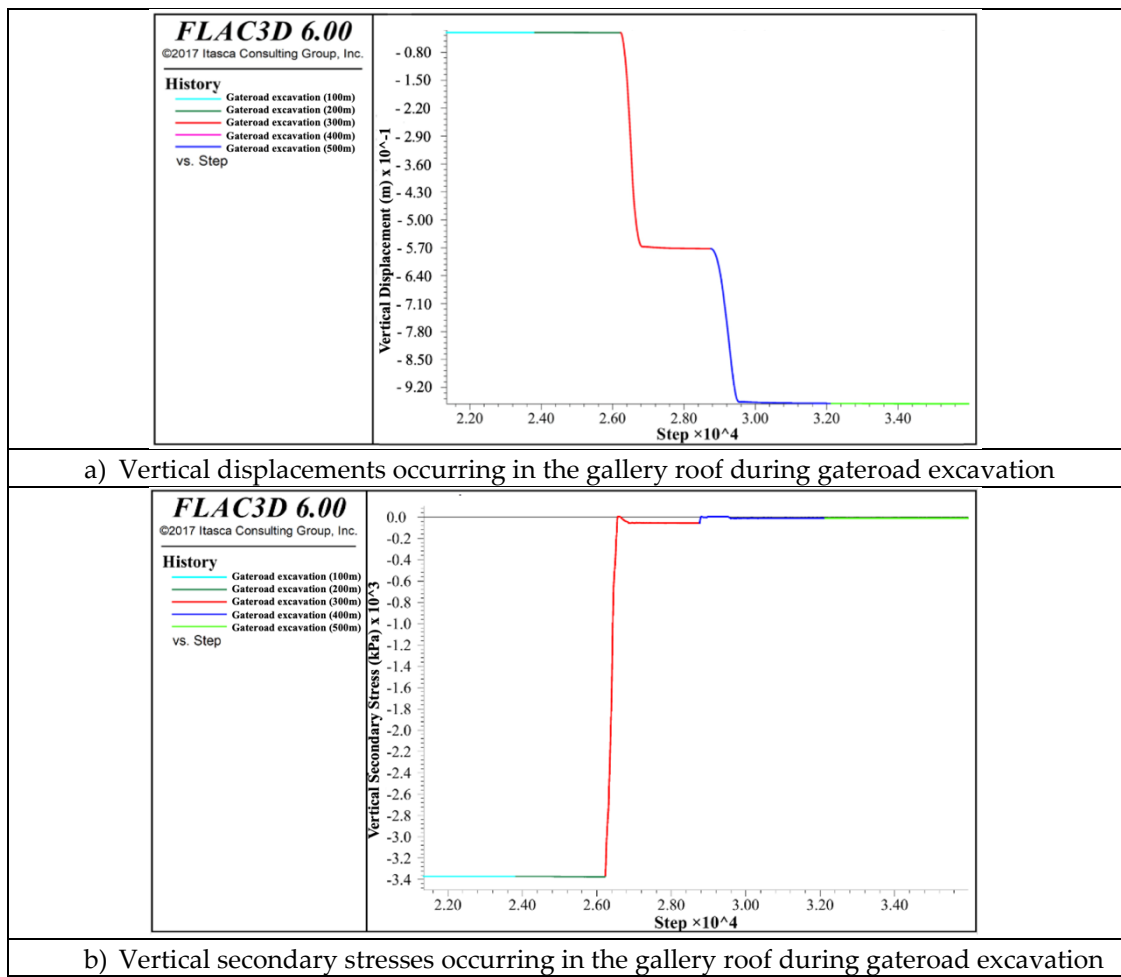 FLAC3D 6.00
©2017 Itasca Consulting Group, Inc.
History
Gateroad excavation (100m)
Gateroad excavation (200m)
Gateroad excavation (300m)
Gateroad excavation (400m)
Gateroad excavation (500m)
vs. Step
Vertical Displacement (m) x 10^-1
- 0.80
- 1.50
- 2.20
- 2.90
- 3.60
- 4.30
- 5.00
- 5.70
- 6.40
- 7.10
- 7.80
- 8.50
- 9.20
2.20 2.40 2.60 2.80 3.00 3.20 3.40
Step ×10^4
a) Vertical displacements occurring in the gallery roof during gateroad excavation
FLAC3D 6.00
©2017 Itasca Consulting Group, Inc.
History
Gateroad excavation (100m)
Gateroad excavation (200m)
Gateroad excavation (300m)
Gateroad excavation (400m)
Gateroad excavation (500m)
vs. Step
Vertical Secondary Stress (kPa) x 10^3
0.0
-0.2
-0.4
-0.6
-0.8
-1.0
-1.2
-1.4
-1.6
-1.8
-2.0
-2.2
-2.4
-2.6
-2.8
-3.0
-3.2
-3.4
2.20 2.40 2.60 2.80 3.00 3.20 3.40
Step ×10^4
b) Vertical secondary stresses occurring in the gallery roof during gateroad excavation